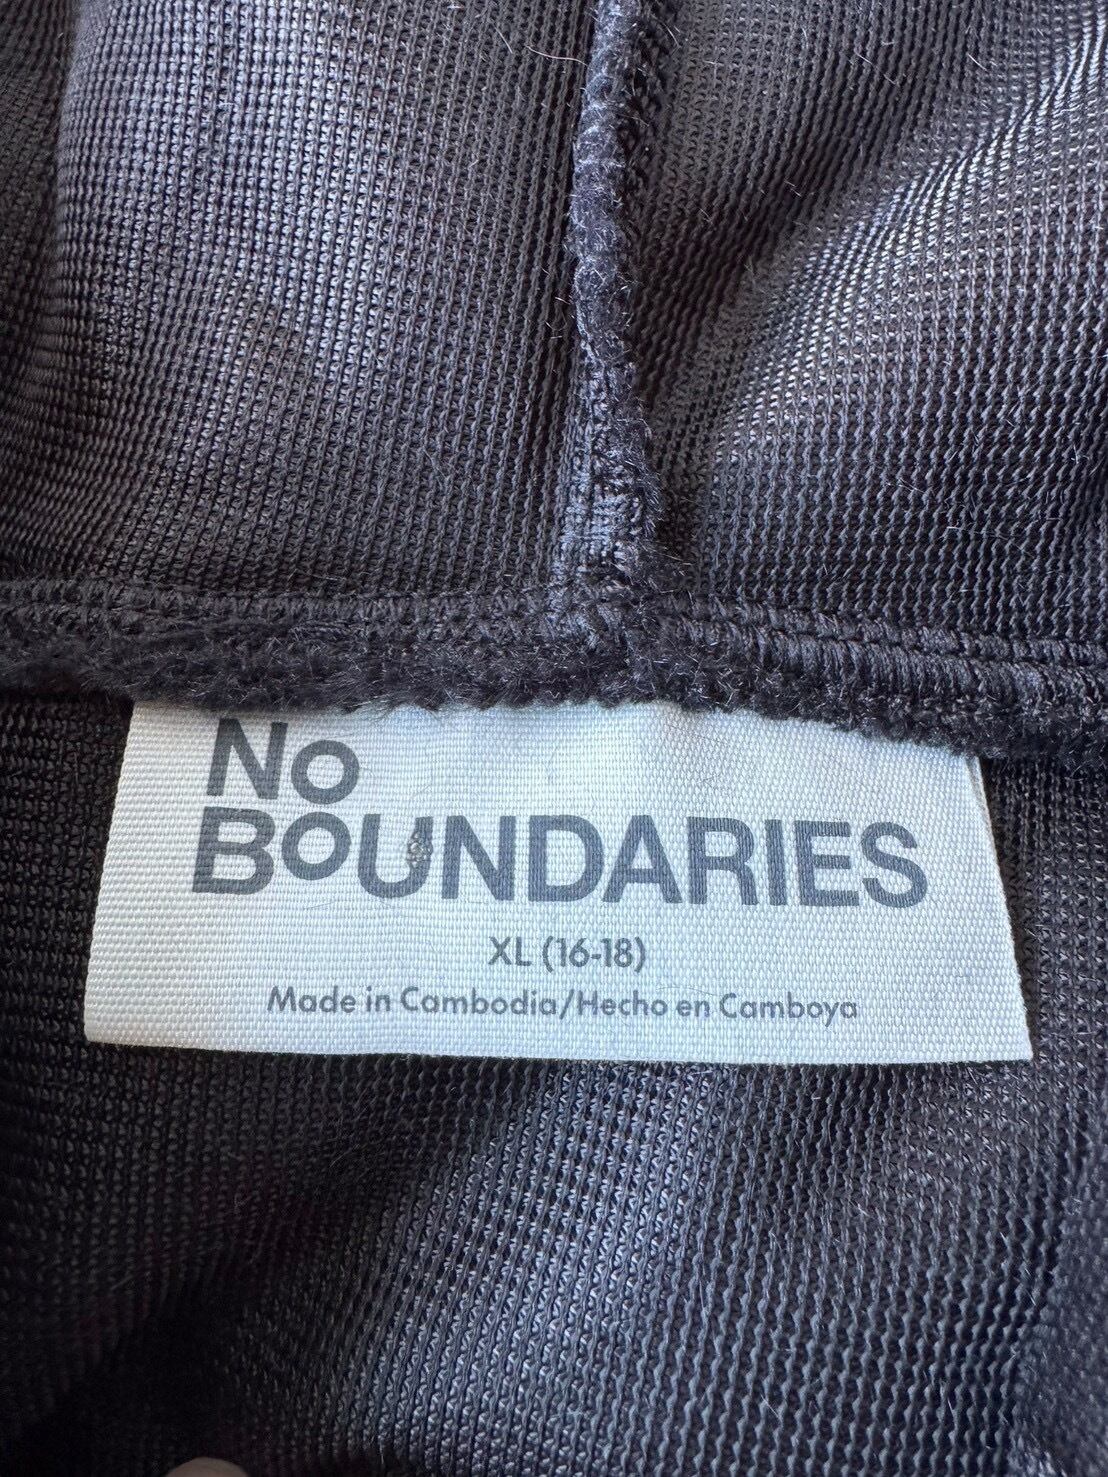 No
BoUNDARIES
XL (16-18)
Made in Cambodia/Hecho en Camboya